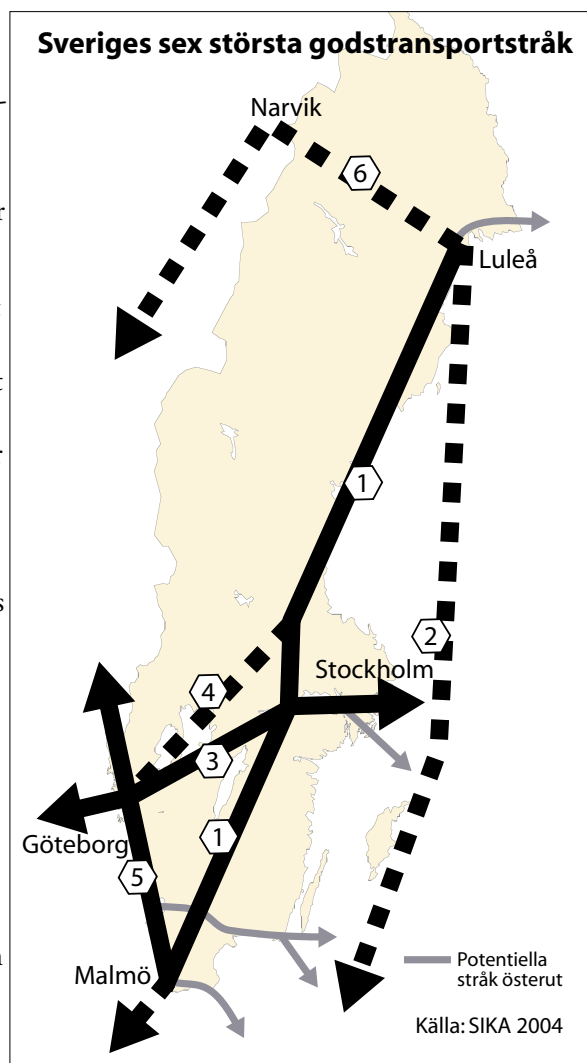 Sveriges sex största godstransportstråk
Narvik
6
Luleå
1
2
Stockholm
4
3
Göteborg
1
5
Malmö
Potentiella
stråk österut
Källa: SIKA 2004